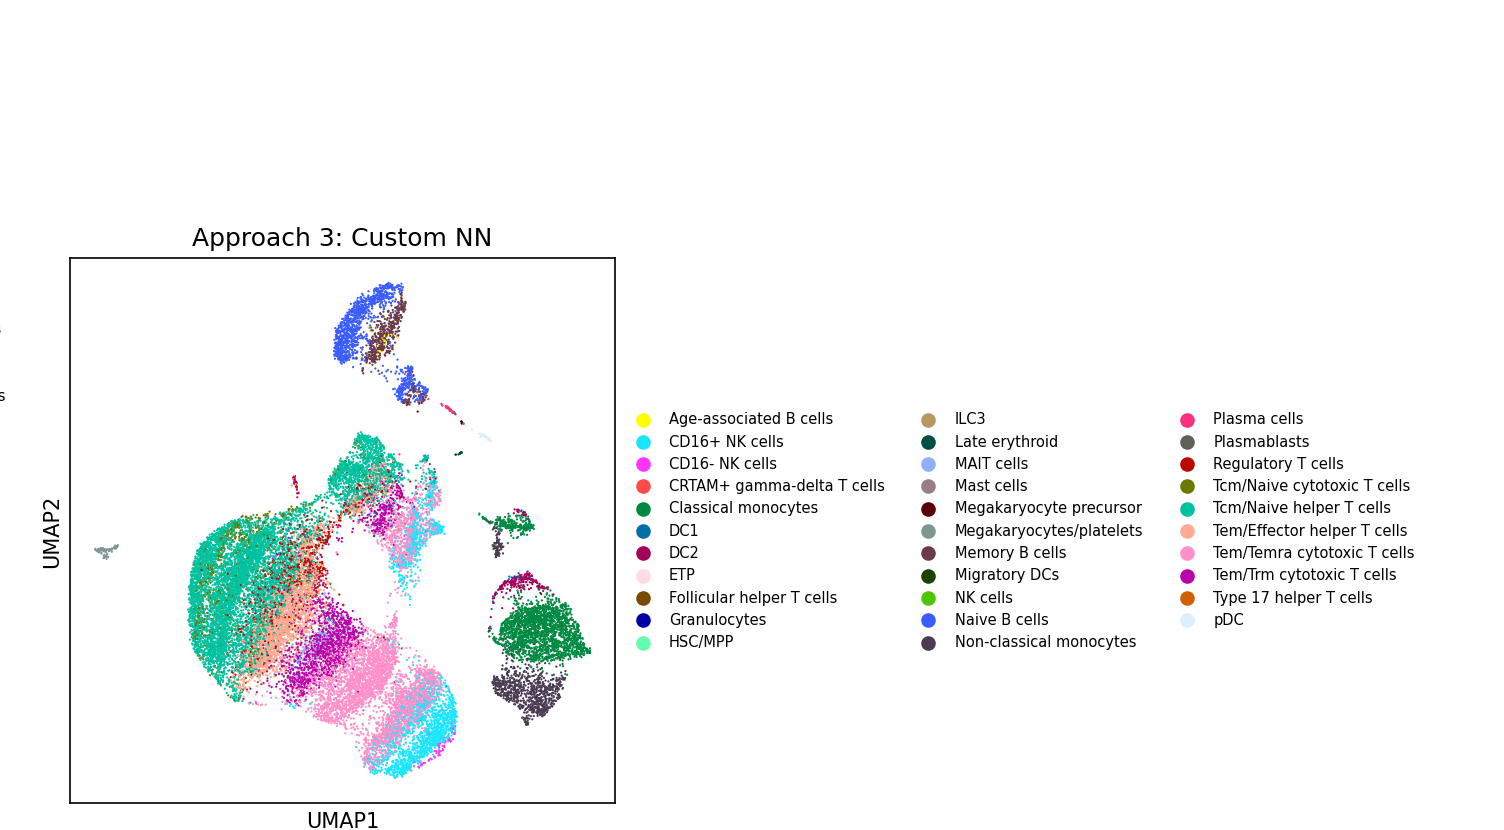 Approach 3: Custom NN
UMAP2
UMAP1
Age-associated B cells
CD16+ NK cells
CD16- NK cells
CRTAM+ gamma-delta T cells
Classical monocytes
DC1
DC2
ETP
Follicular helper T cells
Granulocytes
HSC/MPP
ILC3
Late erythroid
MAIT cells
Mast cells
Megakaryocyte precursor
Megakaryocytes/platelets
Memory B cells
Migratory DCs
NK cells
Naive B cells
Non-classical monocytes
Plasma cells
Plasmablasts
Regulatory T cells
Tcm/Naive cytotoxic T cells
Tcm/Naive helper T cells
Tem/Effector helper T cells
Tem/Temra cytotoxic T cells
Tem/Trm cytotoxic T cells
Type 17 helper T cells
pDC